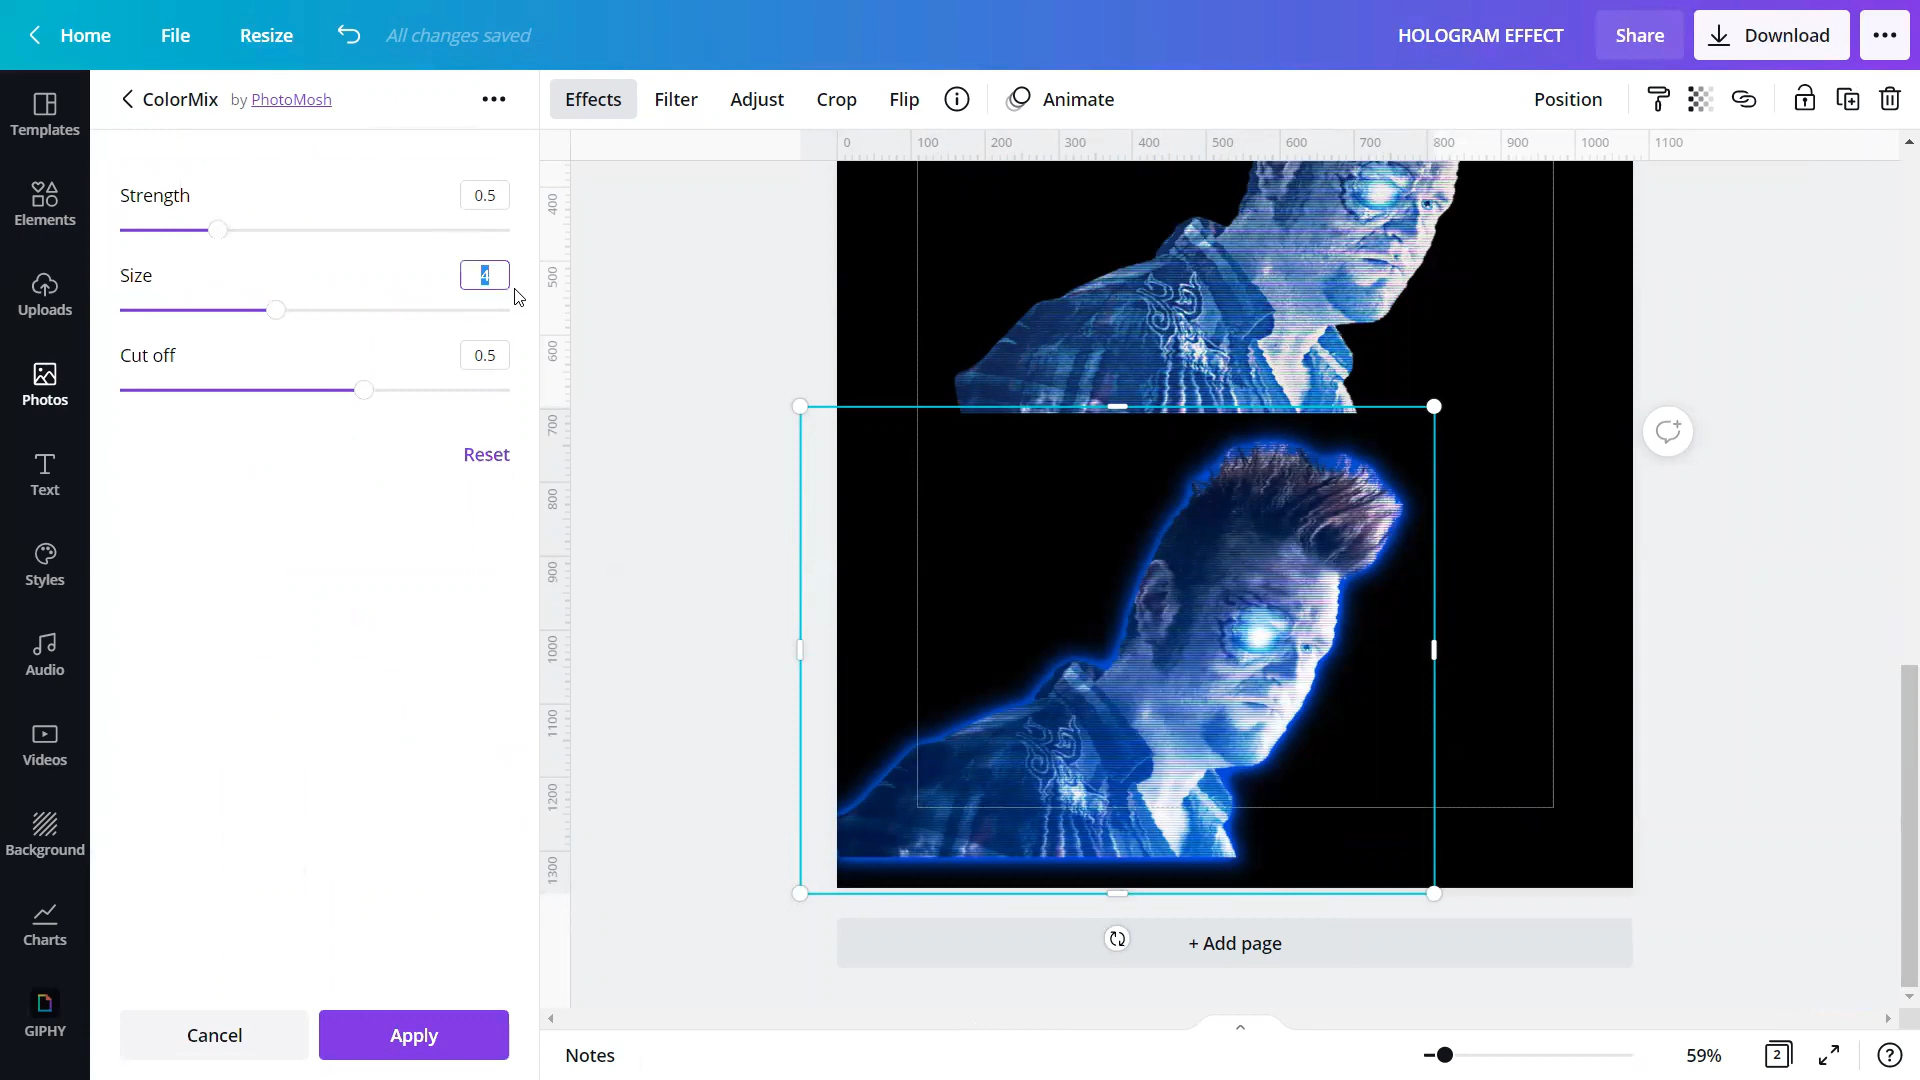 Home File Resize All changes saved HOLOGRAM EFFECT Share Download
ColorMix by PhotoMosh
Effects Filter Adjust Crop Flip Animate Position
Templates
Elements
Uploads
Photos
Text
Styles
Audio
Videos
Background
Charts
GIPHY
Strength 0.5
Size 4
Cut off 0.5
Reset
Cancel Apply
0 100 200 300 400 500 600 700 800 900 1000 1100
400
500
600
700
800
900
1000
1100
1200
1300
+ Add page
Notes 59% 2